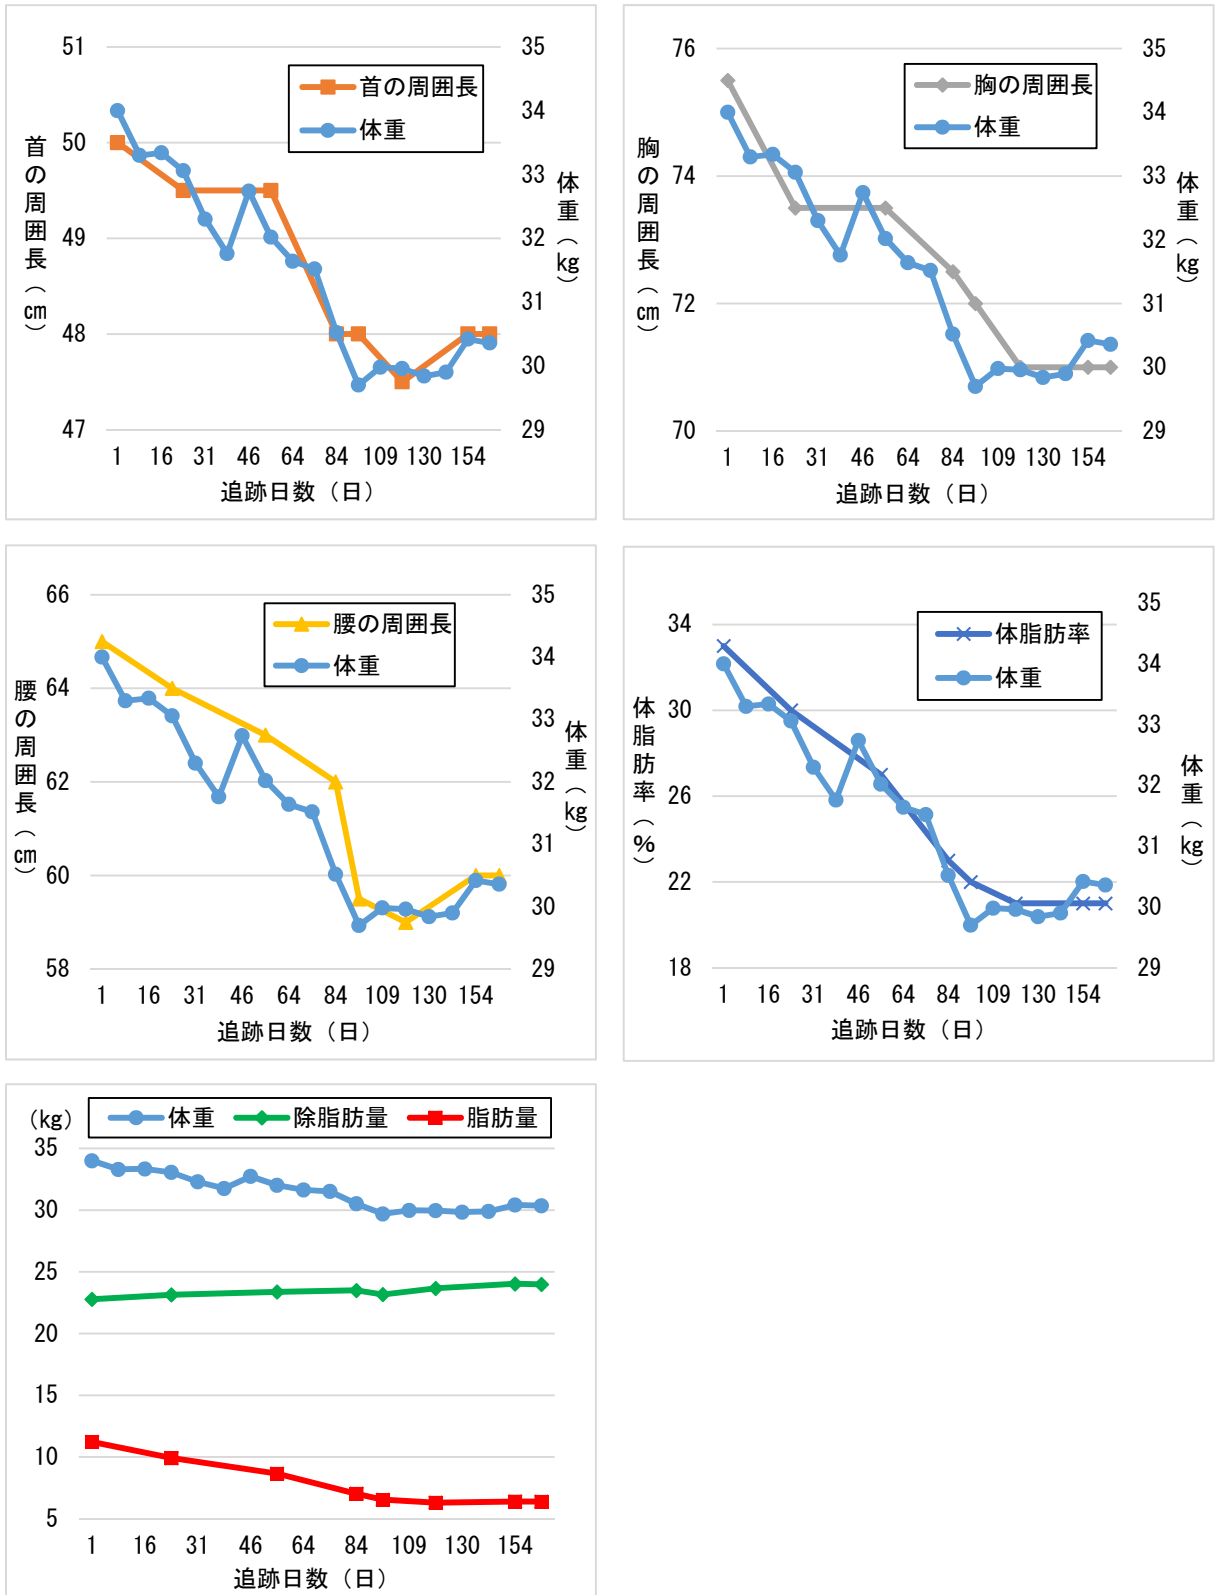 首の周囲長
体重
51
50
49
48
47
首の周囲長（㎝）
35
34
33
32
31
30
29
体重（㎏）
1 16 31 46 64 84 109 130 154
追跡日数（日）
胸の周囲長
体重
76
74
72
70
胸の周囲長（㎝）
35
34
33
32
31
30
29
体重（㎏）
1 16 31 46 64 84 109 130 154
追跡日数（日）
腰の周囲長
体重
66
64
62
60
58
腰の周囲長（㎝）
35
34
33
32
31
30
29
体重（㎏）
1 16 31 46 64 84 109 130 154
追跡日数（日）
体脂肪率
体重
34
30
26
22
18
体脂肪率（％）
35
34
33
32
31
30
29
体重（㎏）
1 16 31 46 64 84 109 130 154
追跡日数（日）
（㎏）
体重 除脂肪量 脂肪量
35
30
25
20
15
10
5
1 16 31 46 64 84 109 130 154
追跡日数（日）